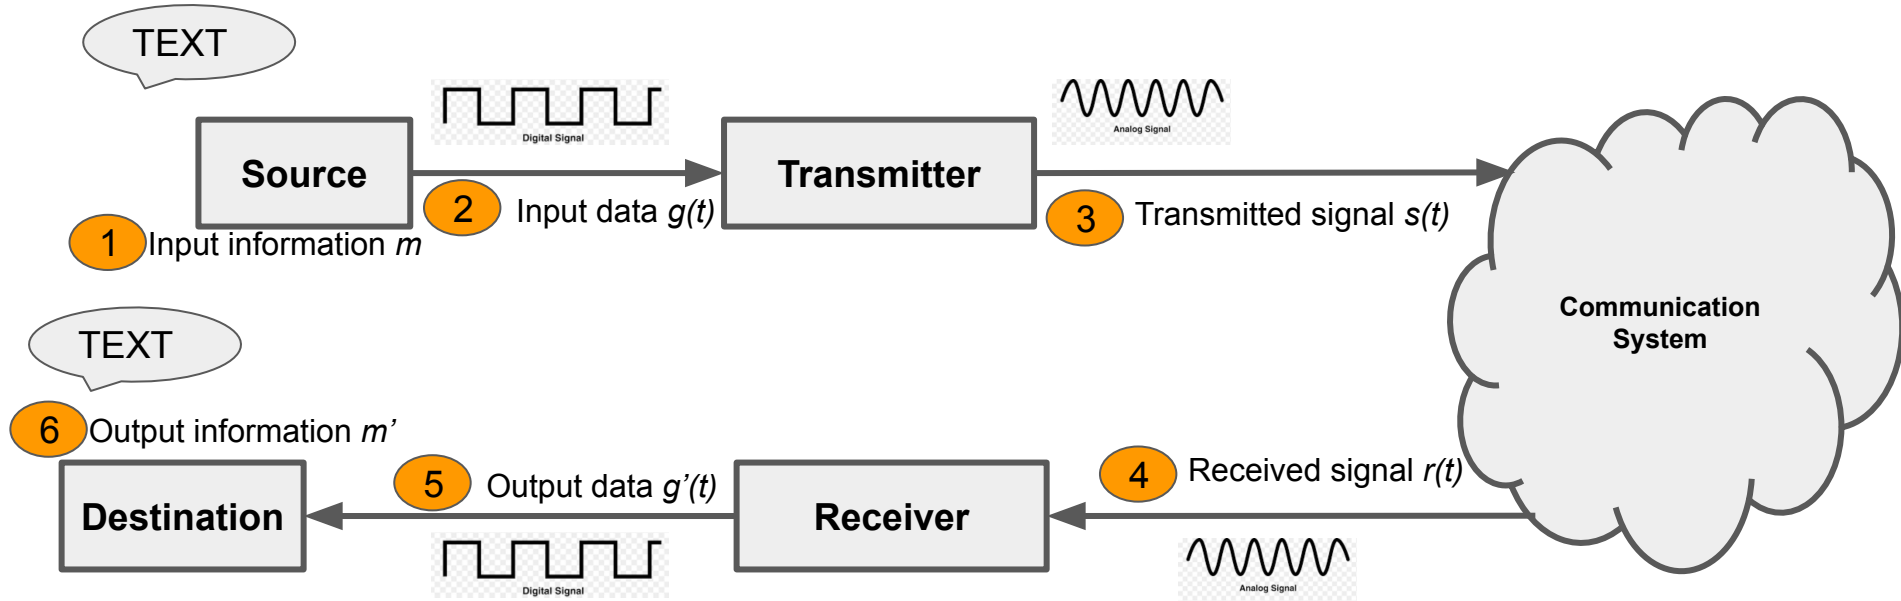 TEXT
Digital Signal
Analog Signal
Source
Transmitter
2
Input data g(t)
3
Transmitted signal s(t)
1
Input information m
Communication
System
TEXT
6
Output information m’
5
Output data g’(t)
4
Received signal r(t)
Destination
Receiver
Digital Signal
Analog Signal